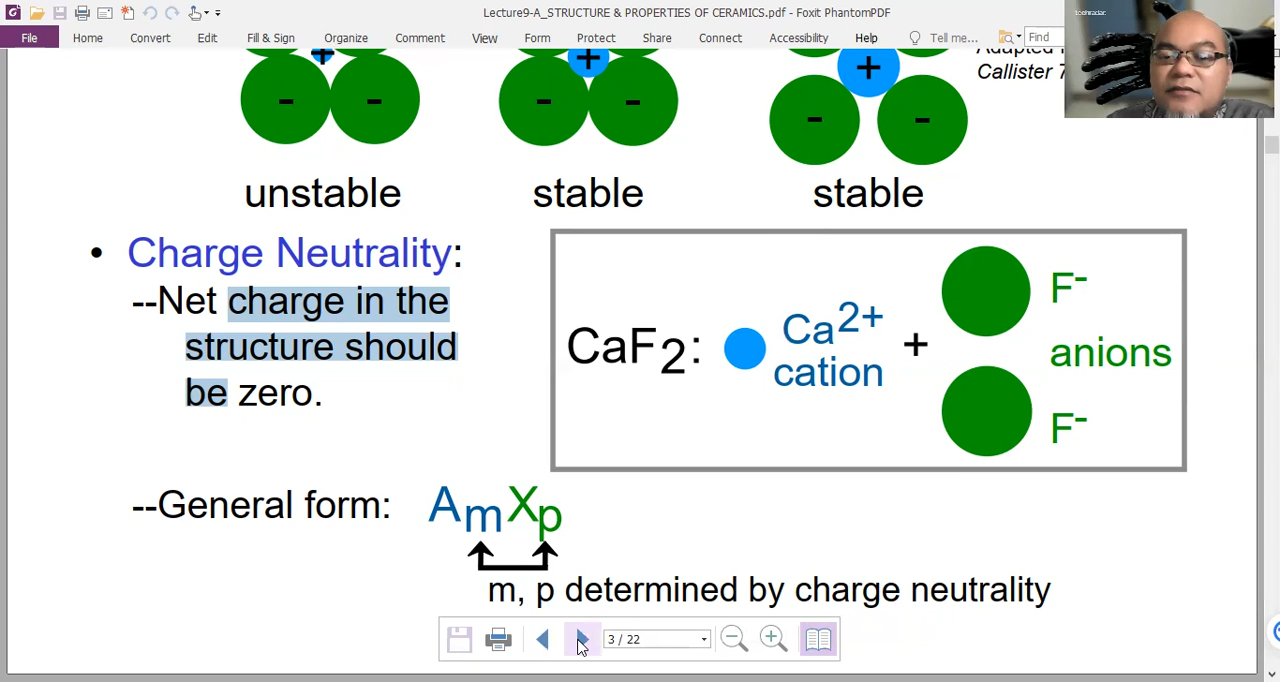 Lecture9-A_STRUCTURE & PROPERTIES OF CERAMICS.pdf - Foxit PhantomPDF
File Home Convert Edit Fill & Sign Organize Comment View Form Protect Share Connect Accessibility Help Tell me... Find
Adapted
Callister 7
+ + +
- - - - - -
unstable stable stable
• Charge Neutrality:
--Net charge in the
structure should
be zero.
CaF2: Ca2+ + F-
cation anions
F-
--General form: AmXp
m, p determined by charge neutrality
3 / 22